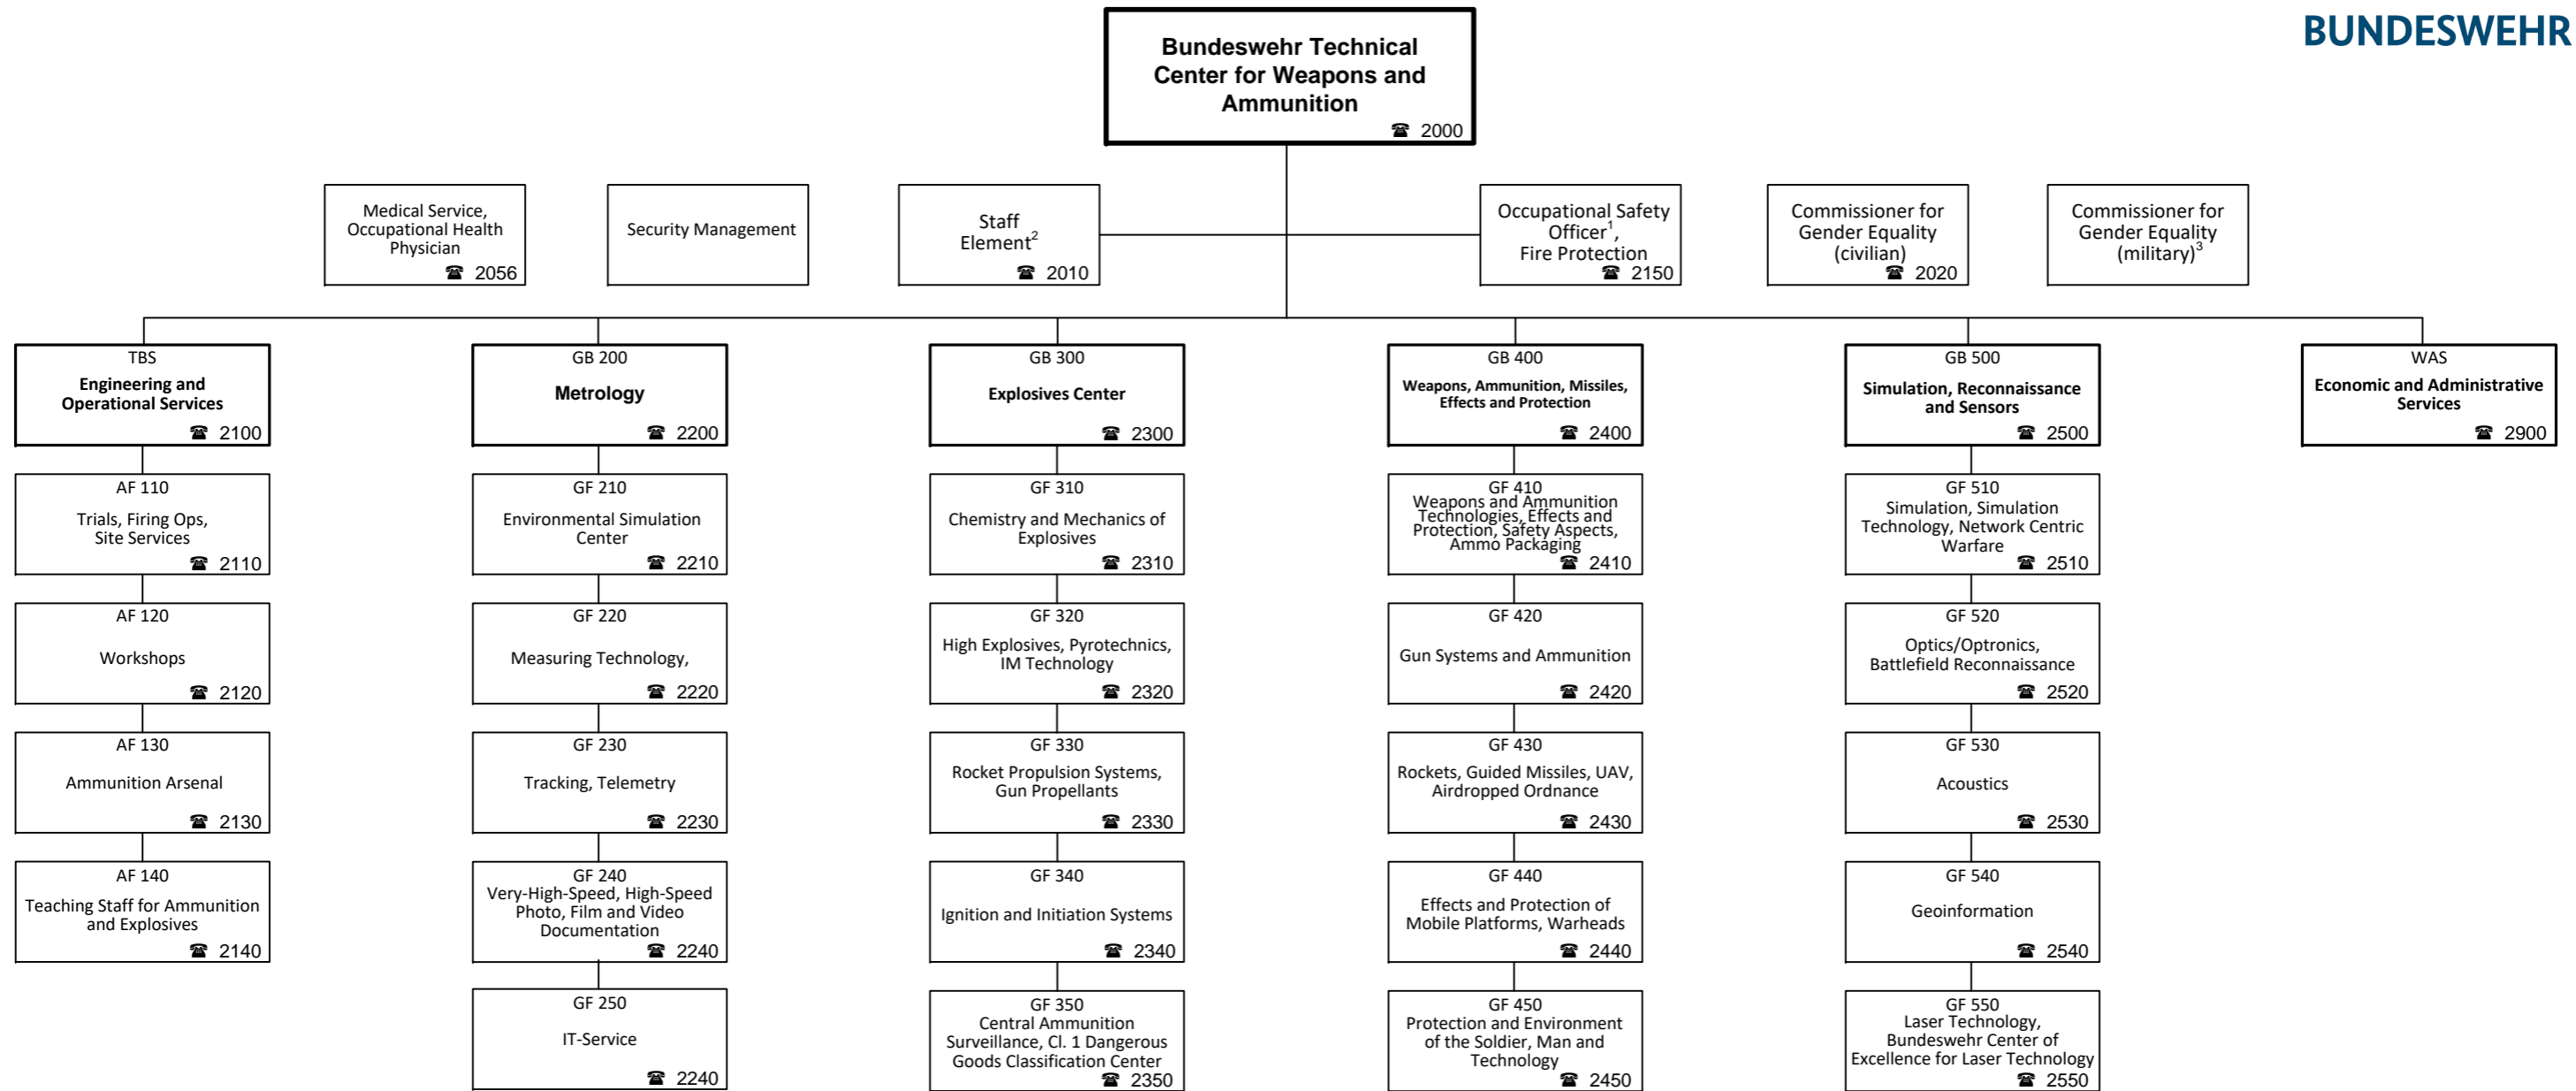 BUNDESWEHR
Bundeswehr Technical
Center for Weapons and
Ammunition
☎ 2000
Medical Service,
Occupational Health
Physician
☎ 2056
Security Management
Staff
Element²
☎ 2010
Occupational Safety
Officer¹,
Fire Protection
☎ 2150
Commissioner for
Gender Equality
(civilian)
☎ 2020
Commissioner for
Gender Equality
(military)³
TBS
Engineering and
Operational Services
☎ 2100
AF 110
Trials, Firing Ops,
Site Services
☎ 2110
AF 120
Workshops
☎ 2120
AF 130
Ammunition Arsenal
☎ 2130
AF 140
Teaching Staff for Ammunition
and Explosives
☎ 2140
GB 200
Metrology
☎ 2200
GF 210
Environmental Simulation
Center
☎ 2210
GF 220
Measuring Technology,
☎ 2220
GF 230
Tracking, Telemetry
☎ 2230
GF 240
Very-High-Speed, High-Speed
Photo, Film and Video
Documentation
☎ 2240
GF 250
IT-Service
☎ 2240
GB 300
Explosives Center
☎ 2300
GF 310
Chemistry and Mechanics of
Explosives
☎ 2310
GF 320
High Explosives, Pyrotechnics,
IM Technology
☎ 2320
GF 330
Rocket Propulsion Systems,
Gun Propellants
☎ 2330
GF 340
Ignition and Initiation Systems
☎ 2340
GF 350
Central Ammunition
Surveillance, Cl. 1 Dangerous
Goods Classification Center
☎ 2350
GB 400
Weapons, Ammunition, Missiles,
Effects and Protection
☎ 2400
GF 410
Weapons and Ammunition
Technologies, Effects and
Protection, Safety Aspects,
Ammo Packaging
☎ 2410
GF 420
Gun Systems and Ammunition
☎ 2420
GF 430
Rockets, Guided Missiles, UAV,
Airdropped Ordnance
☎ 2430
GF 440
Effects and Protection of
Mobile Platforms, Warheads
☎ 2440
GF 450
Protection and Environment
of the Soldier, Man and
Technology
☎ 2450
GB 500
Simulation, Reconnaissance
and Sensors
☎ 2500
GF 510
Simulation, Simulation
Technology, Network Centric
Warfare
☎ 2510
GF 520
Optics/Optronics,
Battlefield Reconnaissance
☎ 2520
GF 530
Acoustics
☎ 2530
GF 540
Geoinformation
☎ 2540
GF 550
Laser Technology,
Bundeswehr Center of
Excellence for Laser Technology
☎ 2550
WAS
Economic and Administrative
Services
☎ 2900